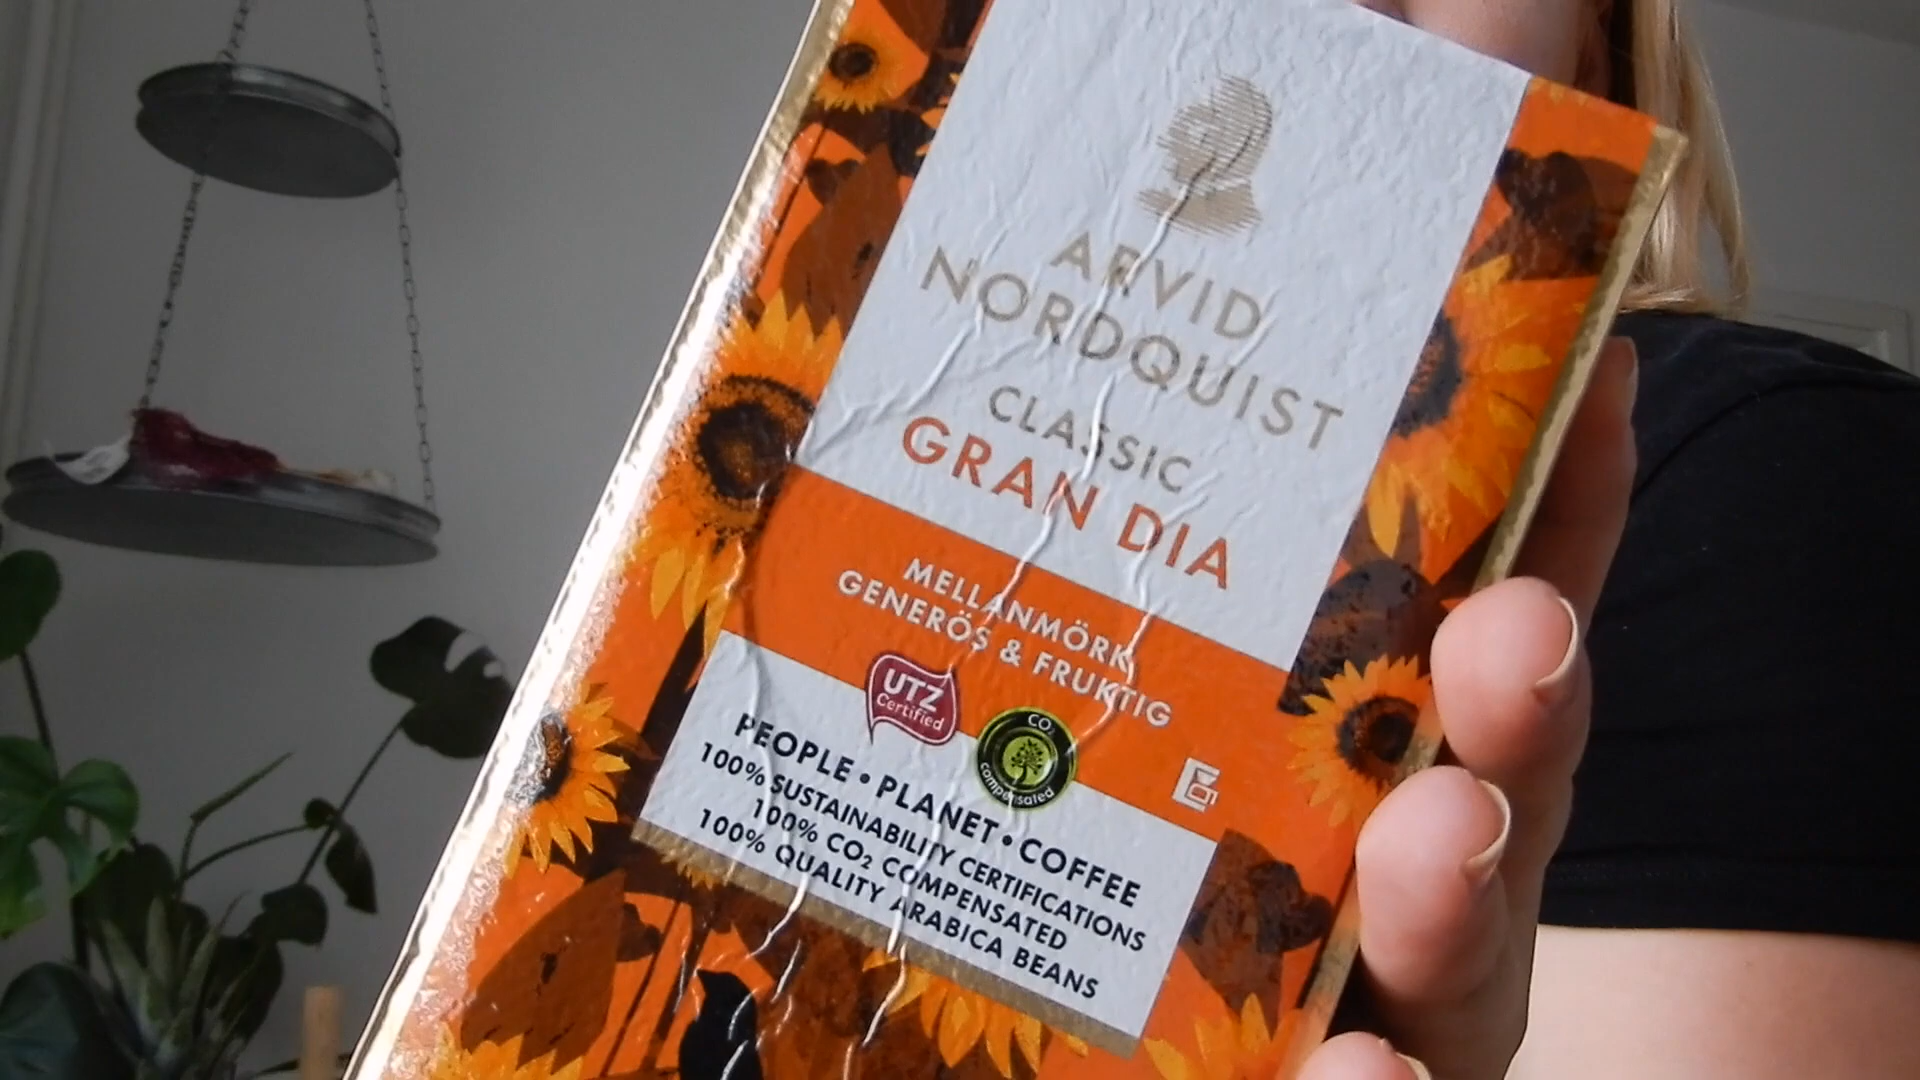 ARVID
NORDQUIST
CLASSIC
GRAN DIA
MELLANMÖRK,
GENERÖS & FRUKTIG
UTZ
Certified
CO₂
compensated
PEOPLE • PLANET • COFFEE
100% SUSTAINABILITY CERTIFICATIONS
100% CO₂ COMPENSATED
100% QUALITY ARABICA BEANS